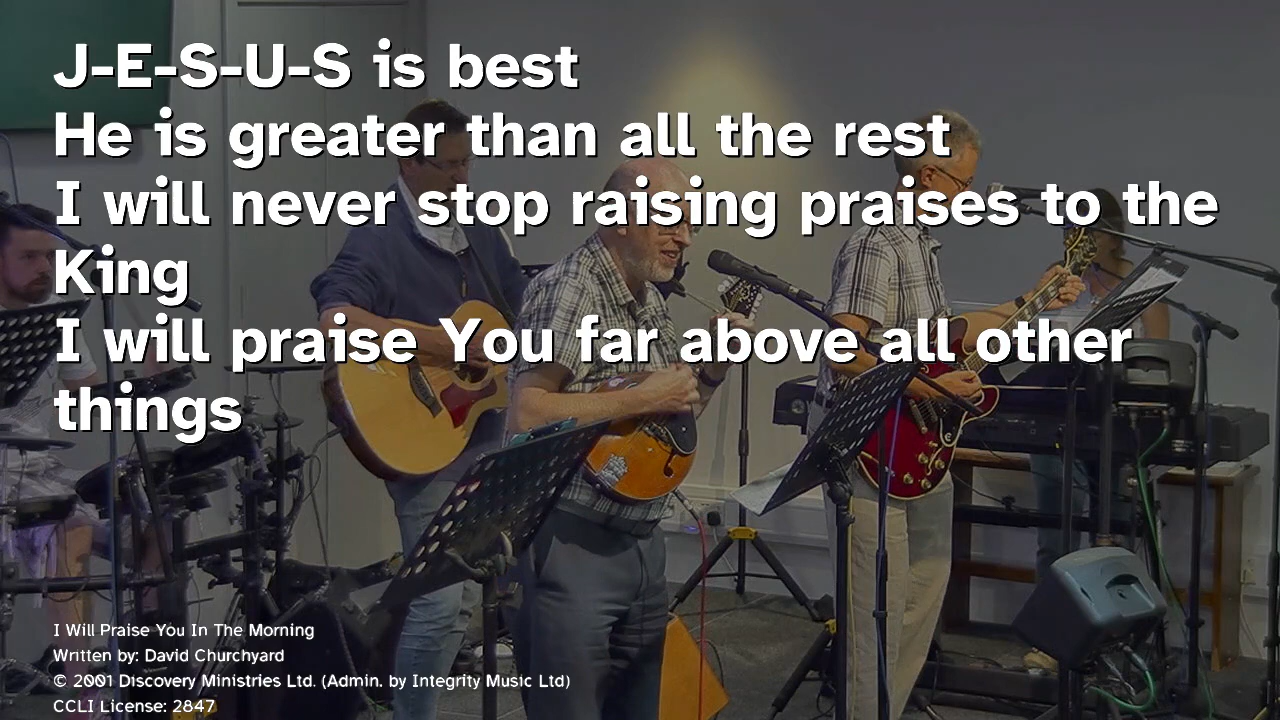 J-E-S-U-S is best
He is greater than all the rest
I will never stop raising praises to the
King
I will praise You far above all other
things
I Will Praise You In The Morning
Written by: David Churchyard
© 2001 Discovery Ministries Ltd. (Admin. by Integrity Music Ltd)
CCLI License: 2847